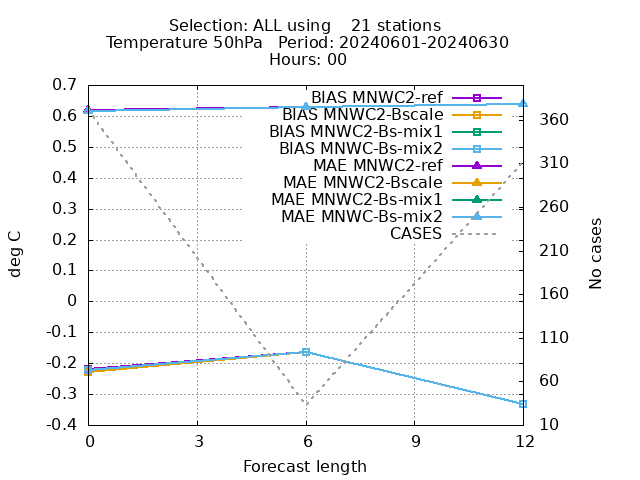 Selection: ALL using    21 stations
Temperature 50hPa   Period: 20240601-20240630
Hours: 00
0.7
0.6
0.5
0.4
0.3
0.2
0.1
0
-0.1
-0.2
-0.3
-0.4
deg C
BIAS MNWC2-ref
BIAS MNWC2-Bscale
BIAS MNWC2-Bs-mix1
BIAS MNWC-Bs-mix2
MAE MNWC2-ref
MAE MNWC2-Bscale
MAE MNWC2-Bs-mix1
MAE MNWC-Bs-mix2
CASES
360
310
260
210
160
110
60
10
No cases
0 3 6 9 12
Forecast length